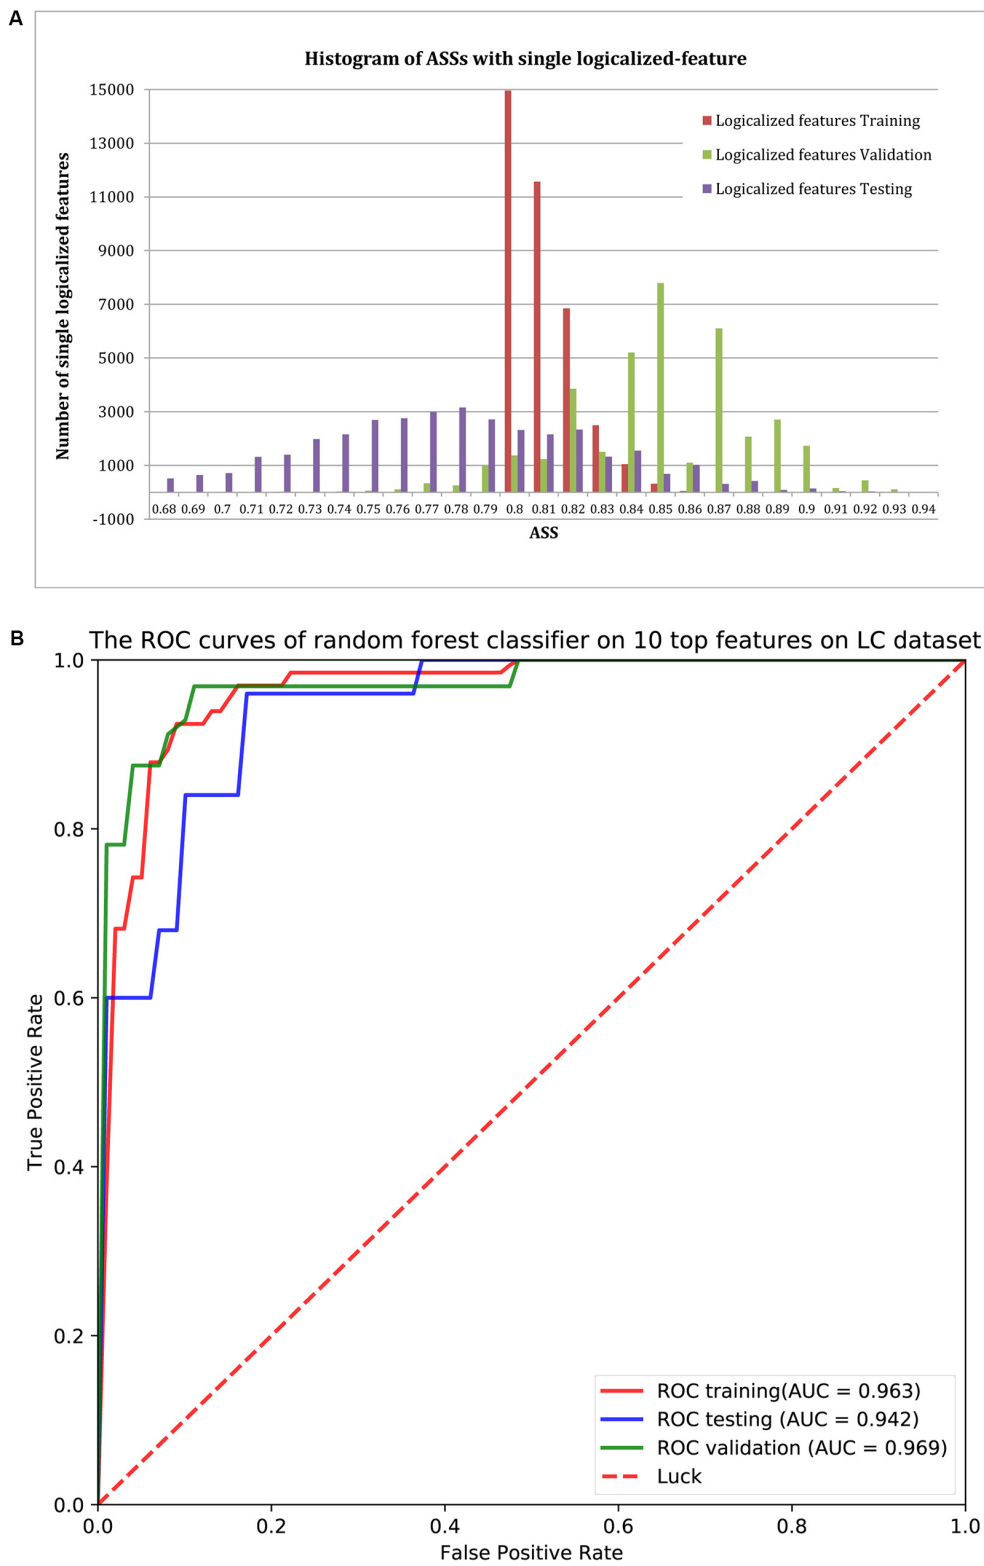 A
Histogram of ASSs with single logicalized-feature
15000
13000
11000
9000
7000
5000
3000
1000
-1000
Number of single logicalized features
Logicalized features Training
Logicalized features Validation
Logicalized features Testing
0.68 0.69 0.7 0.71 0.72 0.73 0.74 0.75 0.76 0.77 0.78 0.79 0.8 0.81 0.82 0.83 0.84 0.85 0.86 0.87 0.88 0.89 0.9 0.91 0.92 0.93 0.94
ASS
B
The ROC curves of random forest classifier on 10 top features on LC dataset
1.0
0.8
0.6
0.4
0.2
0.0
True Positive Rate
ROC training(AUC = 0.963)
ROC testing (AUC = 0.942)
ROC validation (AUC = 0.969)
Luck
0.0 0.2 0.4 0.6 0.8 1.0
False Positive Rate